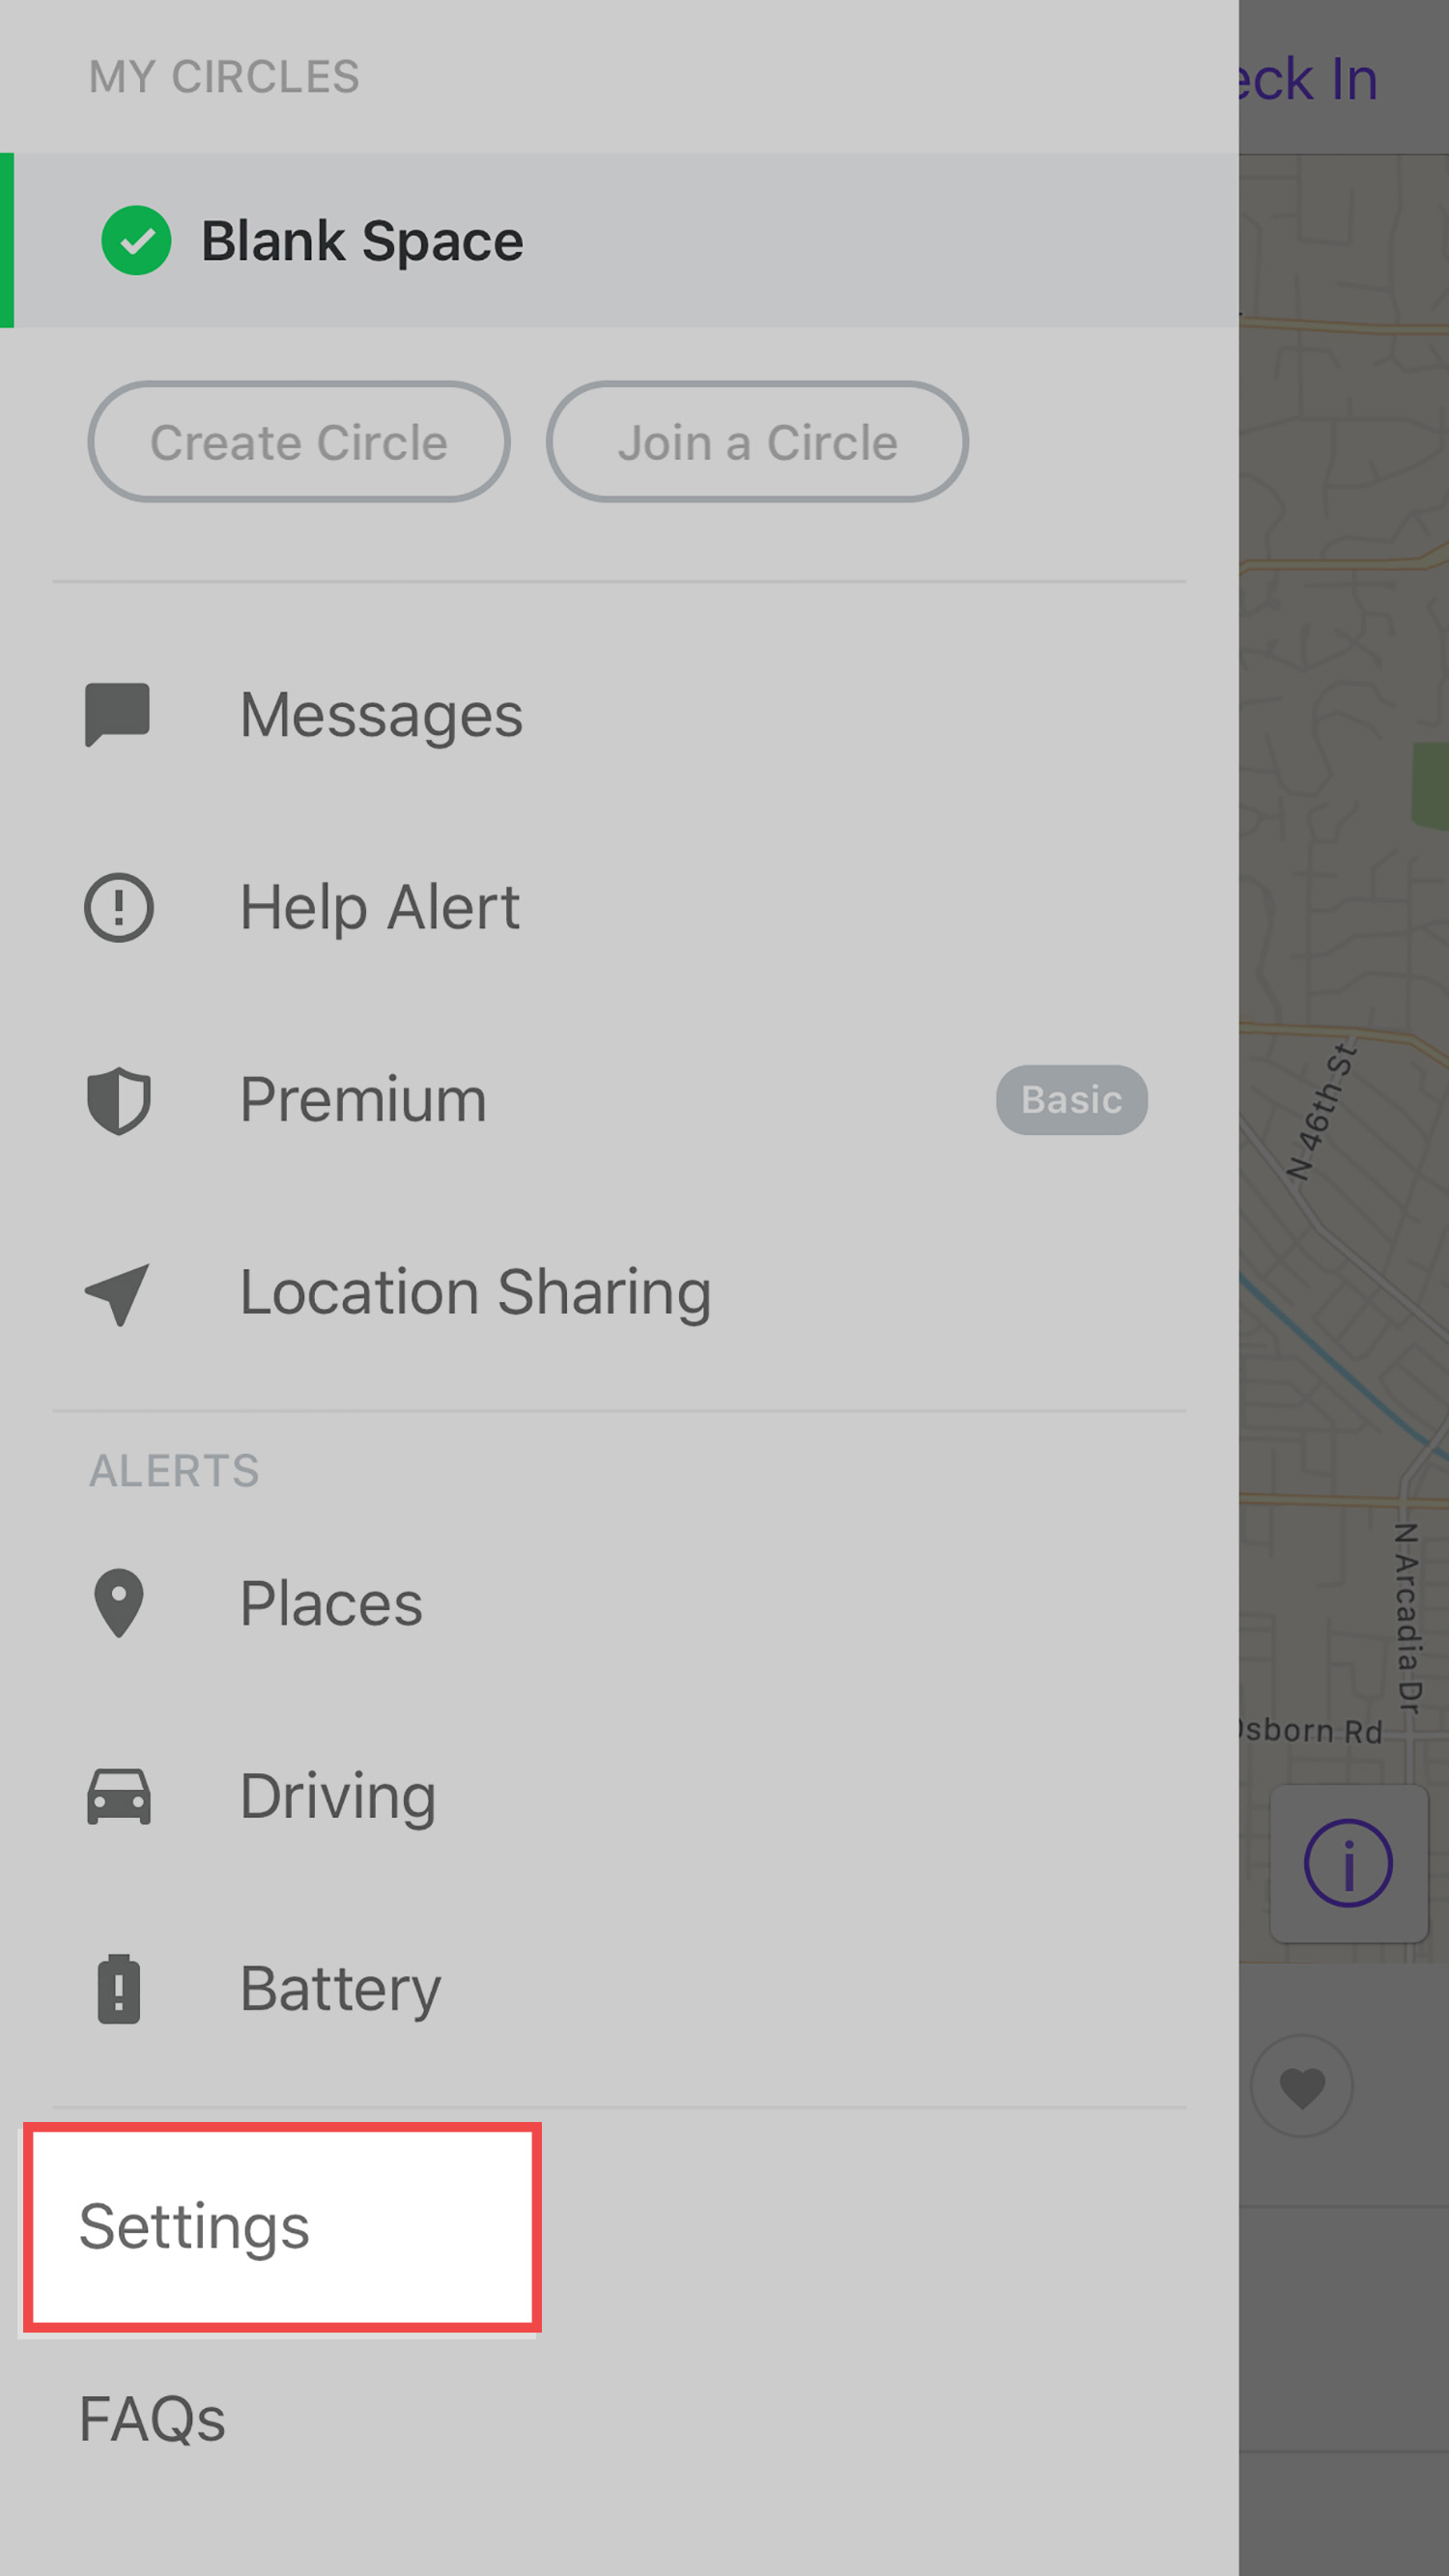 MY CIRCLES
eck In
Blank Space
Create Circle
Join a Circle
Messages
Help Alert
Premium
Basic
Location Sharing
N 46th St
ALERTS
Places
N Arcadia Dr
Osborn Rd
Driving
Battery
Settings
FAQs